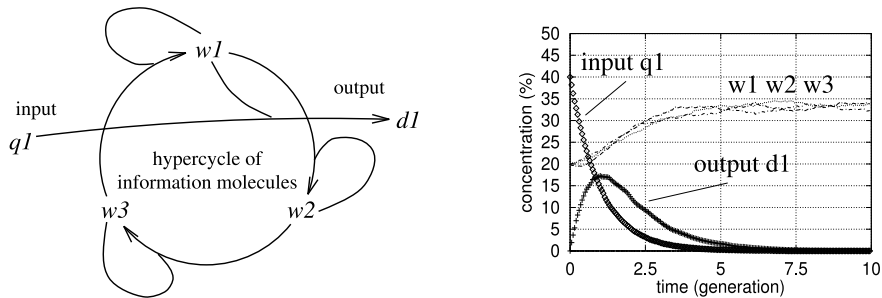 w1
output
input
q1
d1
hypercycle of
information molecules
w3
w2
50
45
40
35
30
25
20
15
10
5
0
concentration (%)
input q1
w1 w2 w3
output d1
0
2.5
5
7.5
10
time (generation)